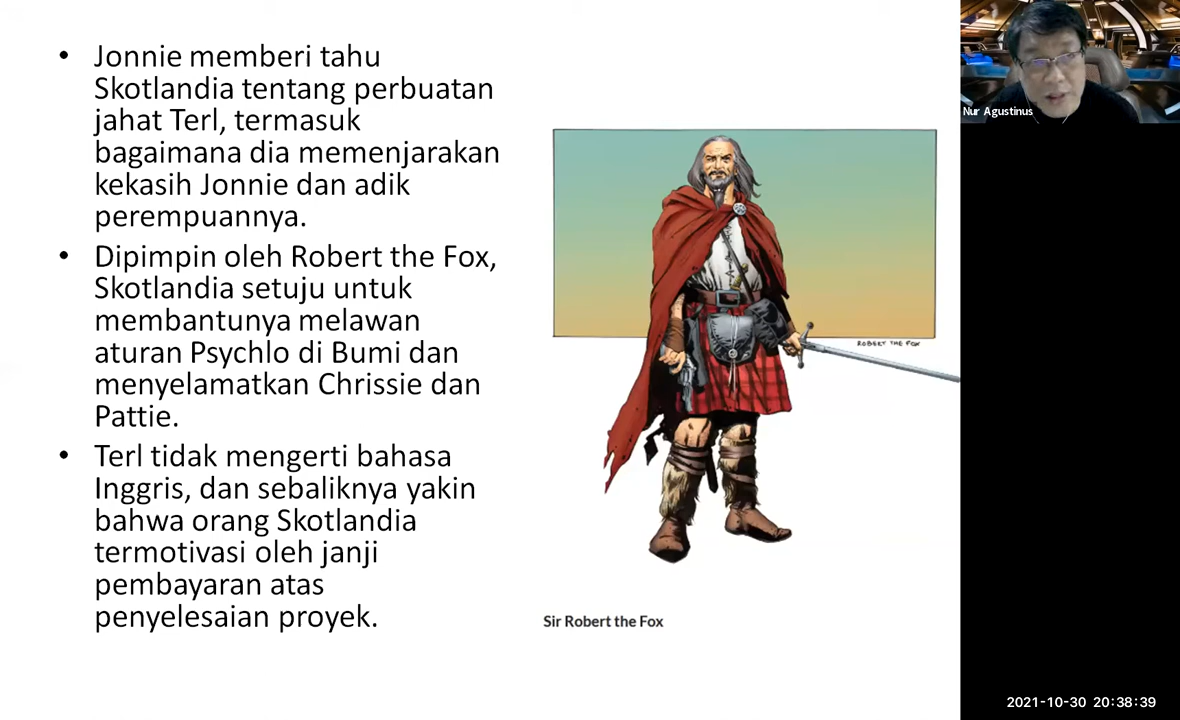 • Jonnie memberi tahu
Skotlandia tentang perbuatan
jahat Terl, termasuk
bagaimana dia memenjarakan
kekasih Jonnie dan adik
perempuannya.
• Dipimpin oleh Robert the Fox,
Skotlandia setuju untuk
membantunya melawan
aturan Psychlo di Bumi dan
menyelamatkan Chrissie dan
Pattie.
• Terl tidak mengerti bahasa
Inggris, dan sebaliknya yakin
bahwa orang Skotlandia
termotivasi oleh janji
pembayaran atas
penyelesaian proyek.
ROBERT THE FOX
Sir Robert the Fox
Nur Agustinus
2021-10-30 20:38:39